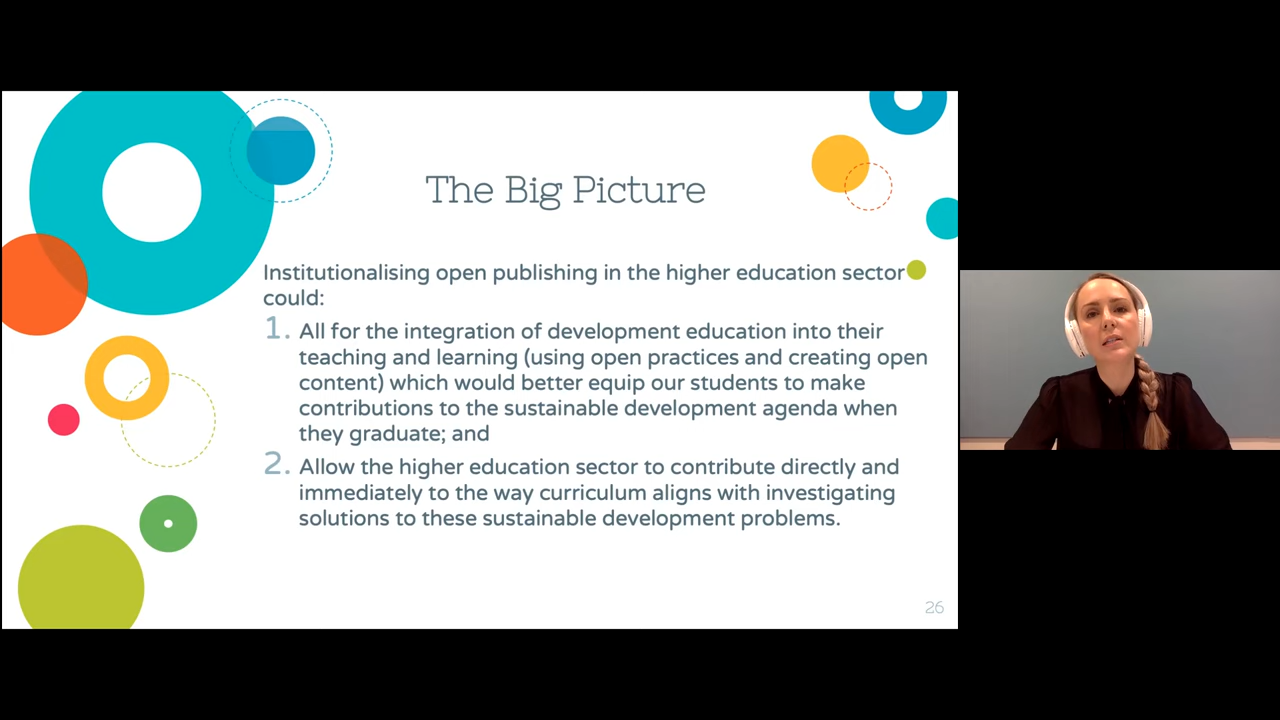 The Big Picture
Institutionalising open publishing in the higher education sector
could:
1. All for the integration of development education into their
teaching and learning (using open practices and creating open
content) which would better equip our students to make
contributions to the sustainable development agenda when
they graduate; and
2. Allow the higher education sector to contribute directly and
immediately to the way curriculum aligns with investigating
solutions to these sustainable development problems.
26